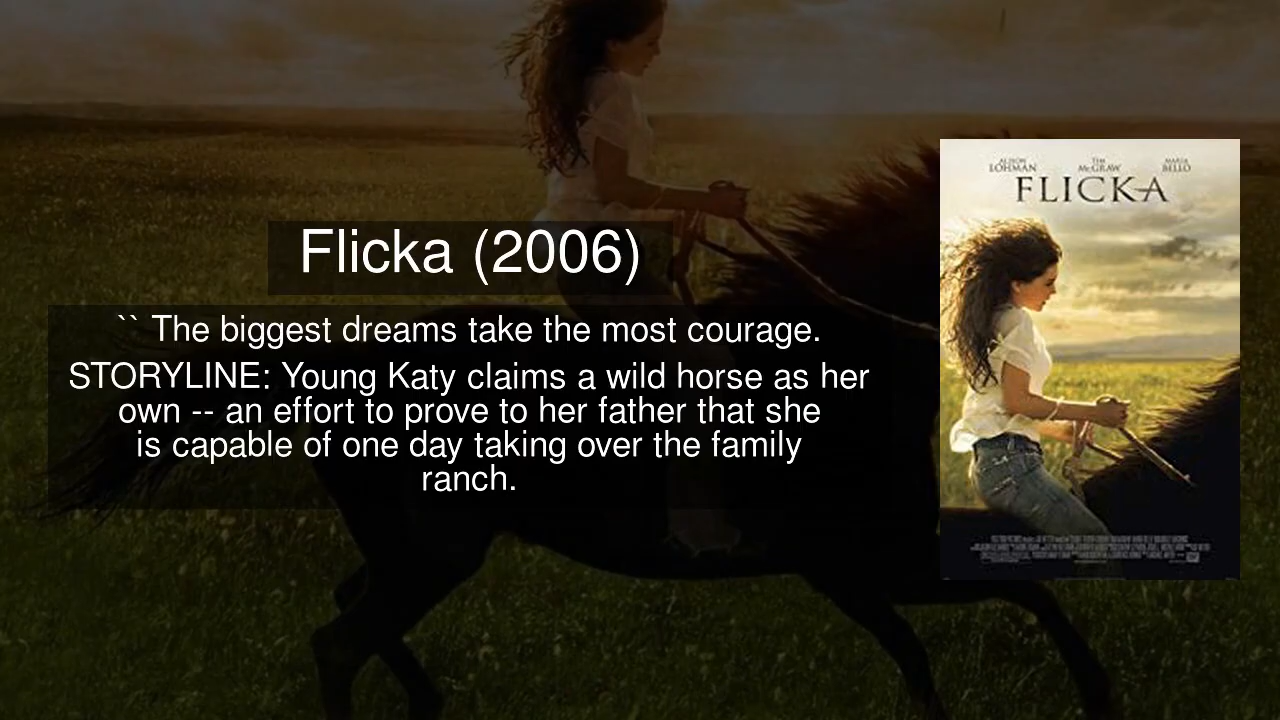 Flicka (2006)
`` The biggest dreams take the most courage.
STORYLINE: Young Katy claims a wild horse as her
own -- an effort to prove to her father that she
is capable of one day taking over the family
ranch.
ALISON LOHMAN TIM McGRAW MARIA BELLO
FLICKA